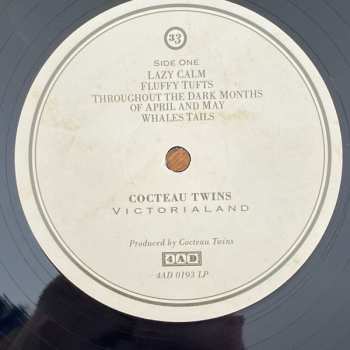 33
SIDE ONE
LAZY CALM
FLUFFY TUFTS
THROUGHOUT THE DARK MONTHS
OF APRIL AND MAY
WHALES TAILS
COCTEAU TWINS
VICTORIALAND
Produced by Cocteau Twins
4AD
4AD 0193 LP